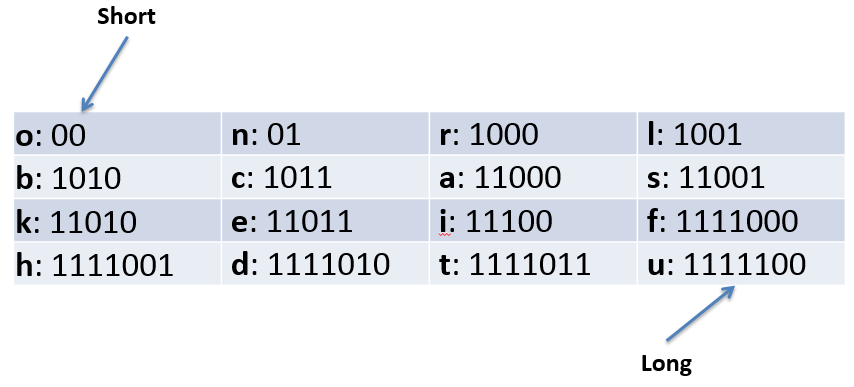 Short
o: 00 n: 01 r: 1000 l: 1001
b: 1010 c: 1011 a: 11000 s: 11001
k: 11010 e: 11011 i: 11100 f: 1111000
h: 1111001 d: 1111010 t: 1111011 u: 1111100
Long